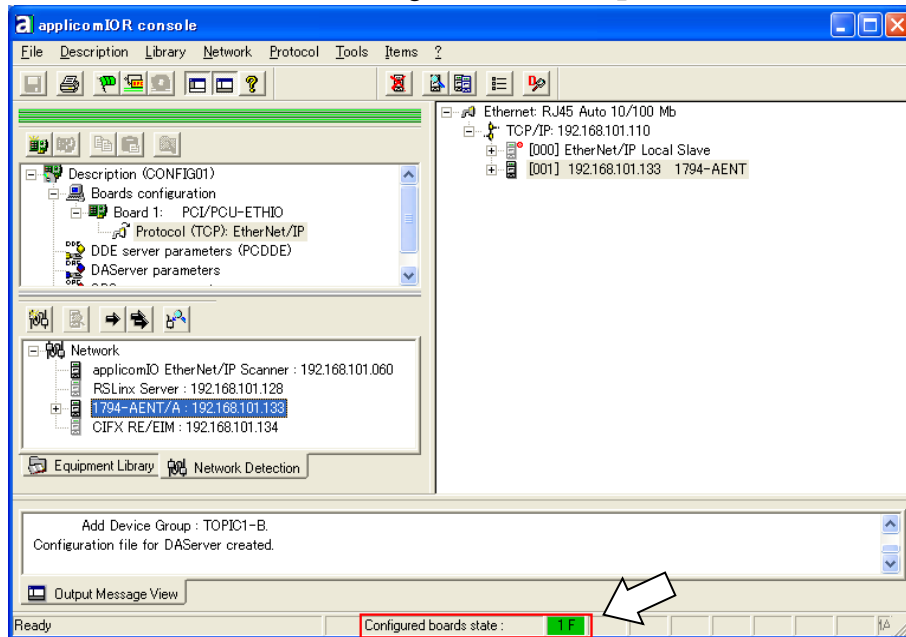 applicomIOR console
File Description Library Network Protocol Tools Items ?
Description (CONFIG01)
Boards configuration
Board 1: PCI/PCU-ETHIO
Protocol (TCP): EtherNet/IP
DDE server parameters (PCDDE)
DAServer parameters
Network
applicomIO EtherNet/IP Scanner : 192.168.101.060
RSLinx Server : 192.168.101.128
1794-AENT/A : 192.168.101.133
CIFX RE/EIM : 192.168.101.134
Equipment Library Network Detection
Ethernet: RJ45 Auto 10/100 Mb
TCP/IP: 192.168.101.110
[000] EtherNet/IP Local Slave
[001] 192.168.101.133 1794-AENT
Add Device Group : TOPIC1-B.
Configuration file for DAServer created.
Output Message View
Ready Configured boards state : 1 F